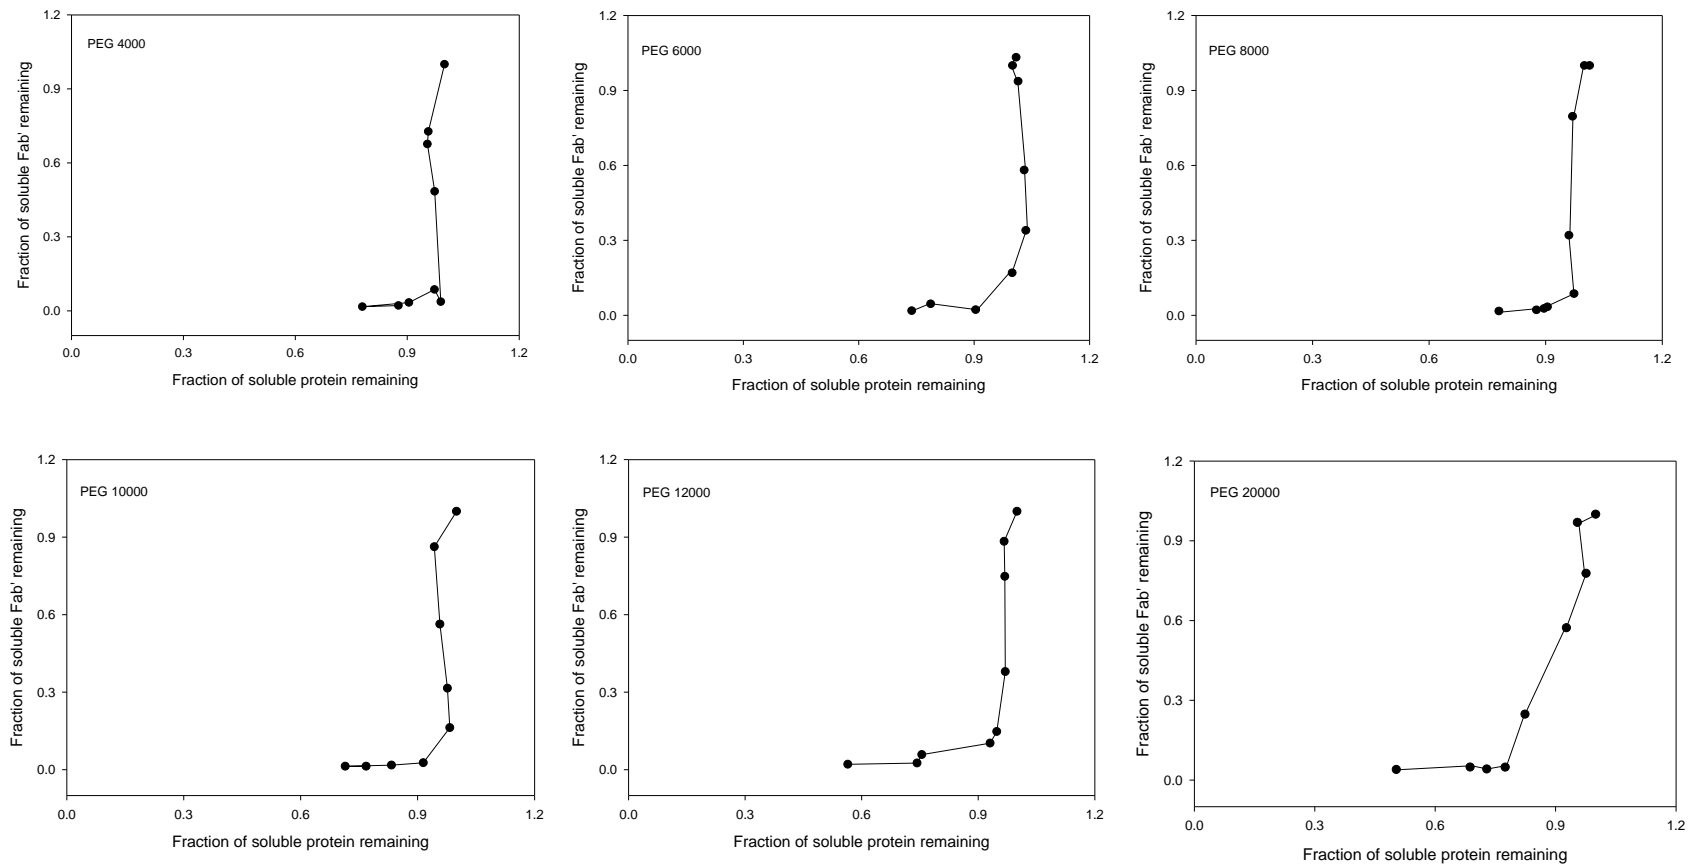 PEG 4000
Fraction of soluble Fab' remaining
1.2
0.9
0.6
0.3
0.0
0.0 0.3 0.6 0.9 1.2
Fraction of soluble protein remaining
PEG 6000
Fraction of soluble Fab' remaining
1.2
0.9
0.6
0.3
0.0
0.0 0.3 0.6 0.9 1.2
Fraction of soluble protein remaining
PEG 8000
Fraction of soluble Fab' remaining
1.2
0.9
0.6
0.3
0.0
0.0 0.3 0.6 0.9 1.2
Fraction of soluble protein remaining
PEG 10000
Fraction of soluble Fab' remaining
1.2
0.9
0.6
0.3
0.0
0.0 0.3 0.6 0.9 1.2
Fraction of soluble protein remaining
PEG 12000
Fraction of soluble Fab' remaining
1.2
0.9
0.6
0.3
0.0
0.0 0.3 0.6 0.9 1.2
Fraction of soluble protein remaining
PEG 20000
Fraction of soluble Fab' remaining
1.2
0.9
0.6
0.3
0.0
0.0 0.3 0.6 0.9 1.2
Fraction of soluble protein remaining